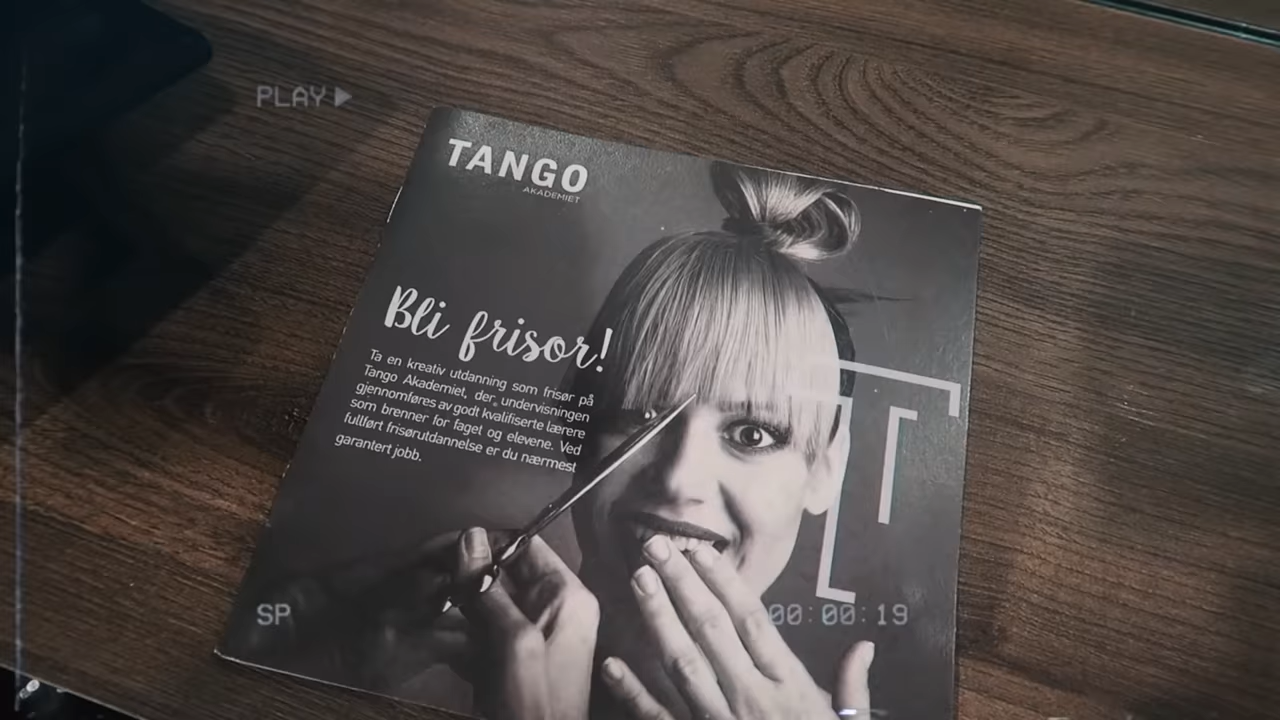 PLAY
TANGO
AKADEMIET
Bli frisor!
Ta en kreativ utdanning som frisør på
Tango Akademiet, der undervisningen
gjennomføres av godt kvalifiserte lærere
som brenner for faget og elevene. Ved
fullført frisørutdannelse er du nærmest
garantert jobb.
T
SP
00:00:19